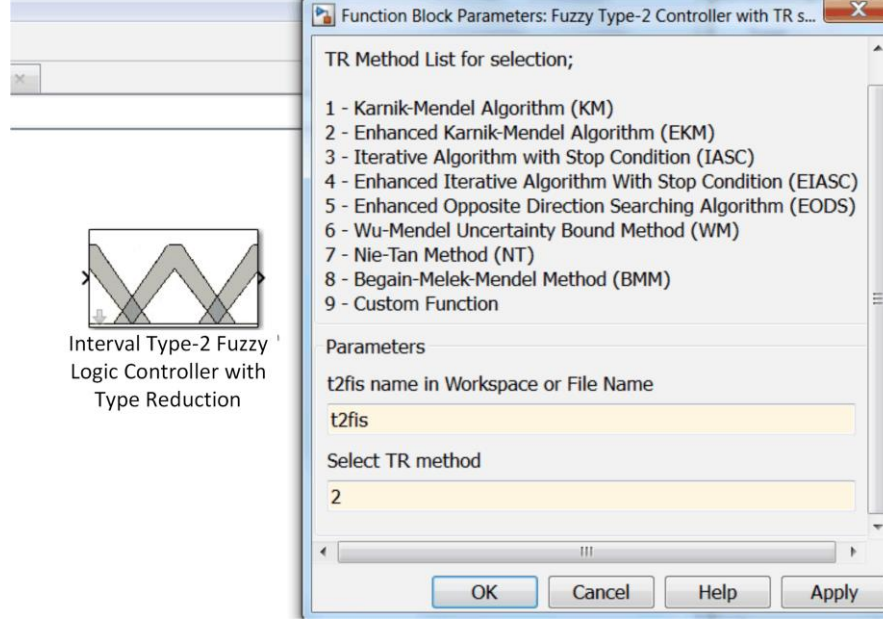 Function Block Parameters: Fuzzy Type-2 Controller with TR s...
TR Method List for selection;
1 - Karnik-Mendel Algorithm (KM)
2 - Enhanced Karnik-Mendel Algorithm (EKM)
3 - Iterative Algorithm with Stop Condition (IASC)
4 - Enhanced Iterative Algorithm With Stop Condition (EIASC)
5 - Enhanced Opposite Direction Searching Algorithm (EODS)
6 - Wu-Mendel Uncertainty Bound Method (WM)
7 - Nie-Tan Method (NT)
8 - Begain-Melek-Mendel Method (BMM)
9 - Custom Function
Interval Type-2 Fuzzy
Logic Controller with
Type Reduction
Parameters
t2fis name in Workspace or File Name
t2fis
Select TR method
2
OK Cancel Help Apply